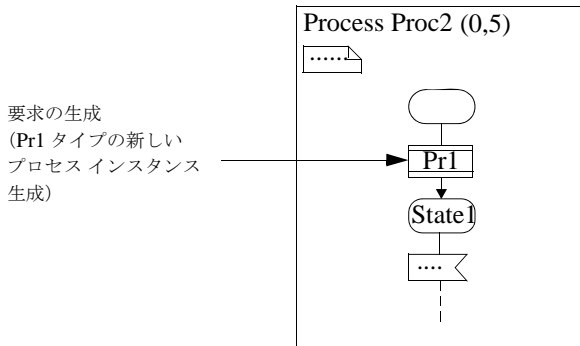 Process Proc2 (0,5)
......
要求の生成
(Pr1 タイプの新しい
プロセス インスタンス
生成)
Pr1
State1
....